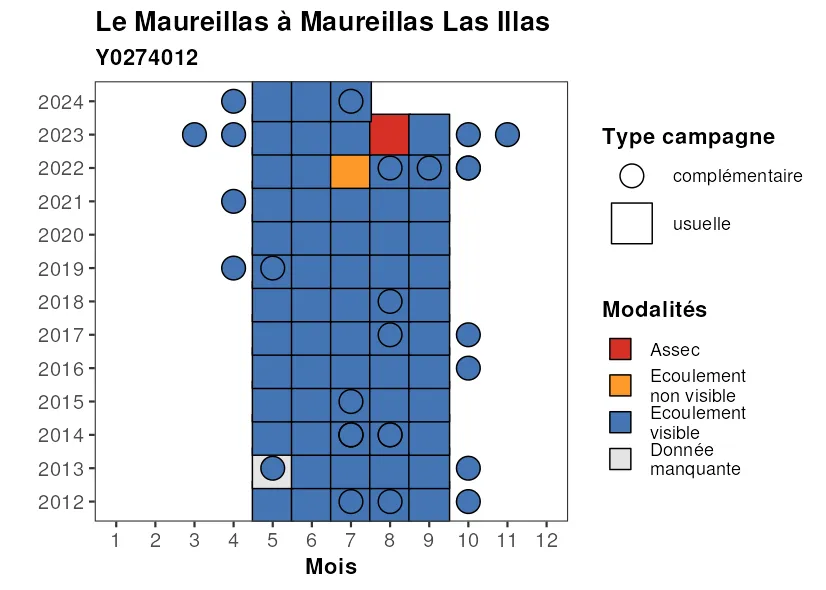 Le Maureillas à Maureillas Las Illas
Y0274012
2024
2023
2022
2021
2020
2019
2018
2017
2016
2015
2014
2013
2012
1 2 3 4 5 6 7 8 9 10 11 12
Mois
Type campagne
complémentaire
usuelle
Modalités
Assec
Ecoulement
non visible
Ecoulement
visible
Donnée
manquante